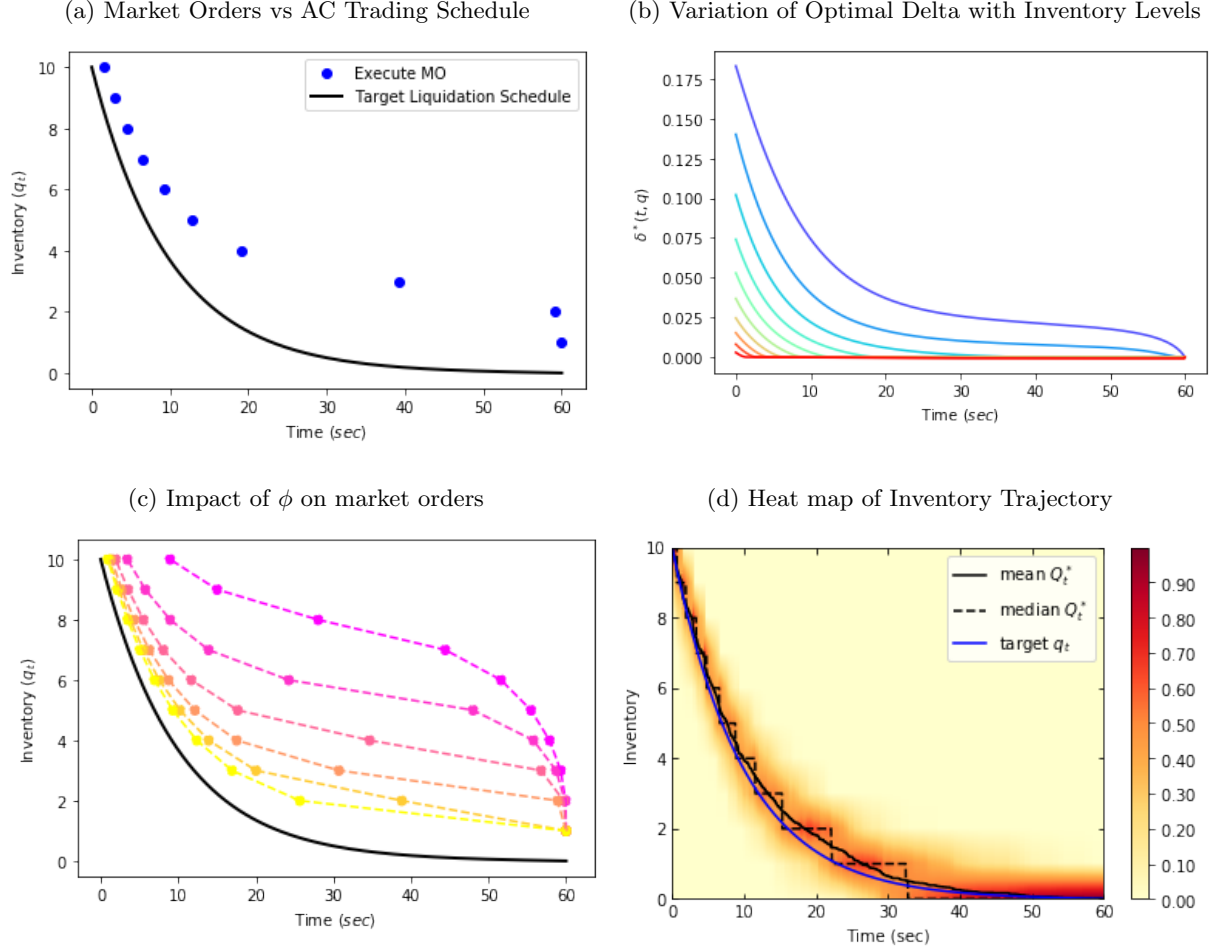 (a) Market Orders vs AC Trading Schedule
10
8
6
4
2
0
Inventory (q_t)
Execute MO
Target Liquidation Schedule
0 10 20 30 40 50 60
Time (sec)
(b) Variation of Optimal Delta with Inventory Levels
0.175
0.150
0.125
0.100
0.075
0.050
0.025
0.000
δ*(t, q)
0 10 20 30 40 50 60
Time (sec)
(c) Impact of ϕ on market orders
10
8
6
4
2
0
Inventory (q_t)
0 10 20 30 40 50 60
Time (sec)
(d) Heat map of Inventory Trajectory
10
8
6
4
2
0
Inventory
mean Q_t^*
median Q_t^*
target q_t
0 10 20 30 40 50 60
Time (sec)
0.90
0.80
0.70
0.60
0.50
0.40
0.30
0.20
0.10
0.00